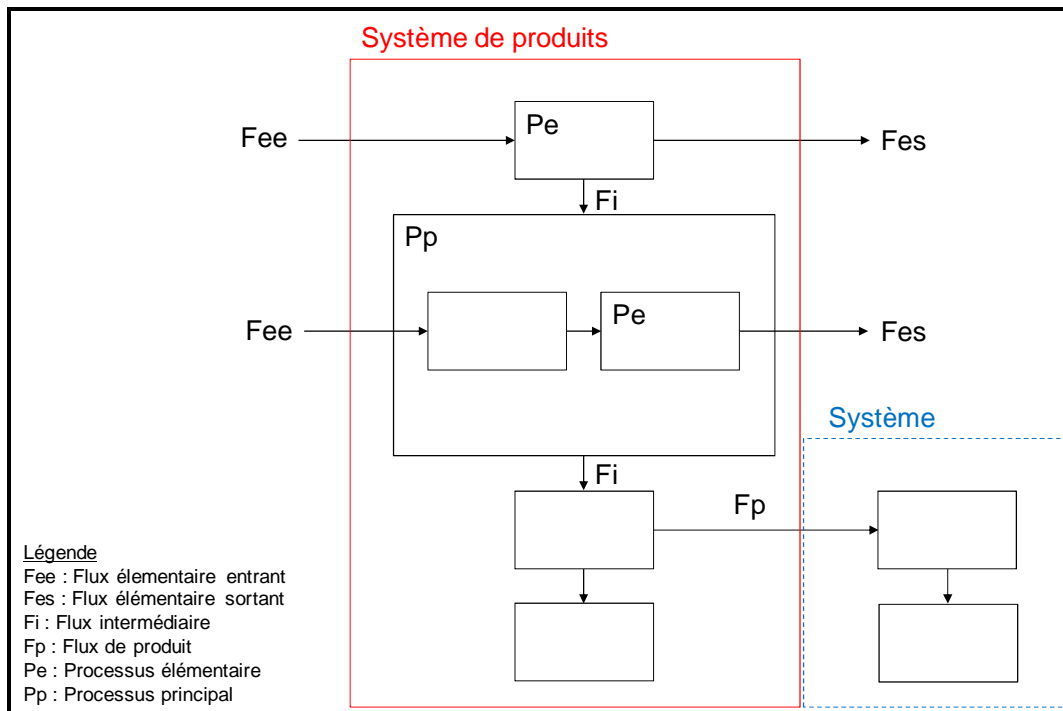 Système de produits
Fee
Pe
Fes
Fi
Pp
Fee
Pe
Fes
Système
Fi
Fp
Légende
Fee : Flux élementaire entrant
Fes : Flux élémentaire sortant
Fi : Flux intermédiaire
Fp : Flux de produit
Pe : Processus élémentaire
Pp : Processus principal